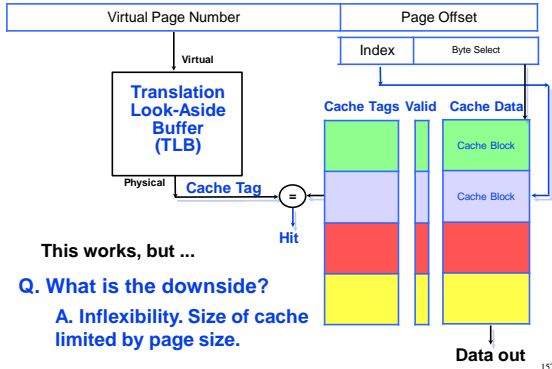 Virtual Page Number
Page Offset
Index
Byte Select
Virtual
Translation
Look-Aside
Buffer
(TLB)
Cache Tags
Valid
Cache Data
Cache Block
Physical
Cache Tag
=
Cache Block
Hit
This works, but ...
Q. What is the downside?
A. Inflexibility. Size of cache
limited by page size.
Data out